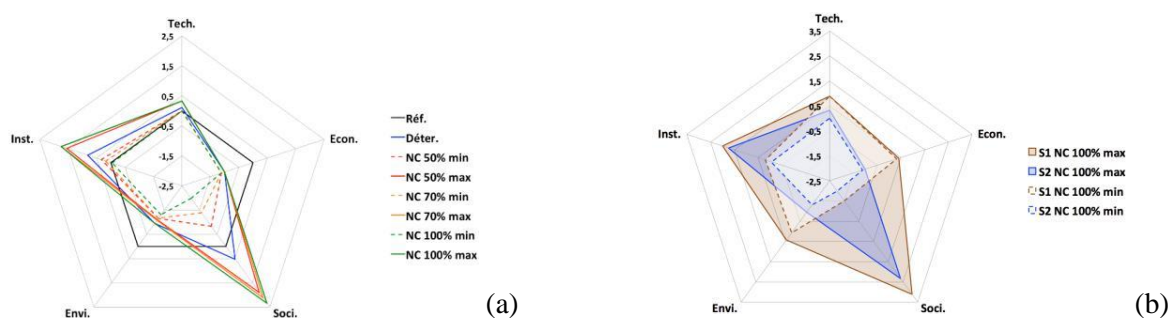 Tech.
2,5
1,5
0,5
-0,5
-1,5
-2,5
Inst.
Econ.
Envi.
Soci.
Réf.
Déter.
NC 50% min
NC 50% max
NC 70% min
NC 70% max
NC 100% min
NC 100% max
(a)
Tech.
3,5
2,5
1,5
0,5
-0,5
-1,5
-2,5
Inst.
Econ.
Envi.
Soci.
S1 NC 100% max
S2 NC 100% max
S1 NC 100% min
S2 NC 100% min
(b)